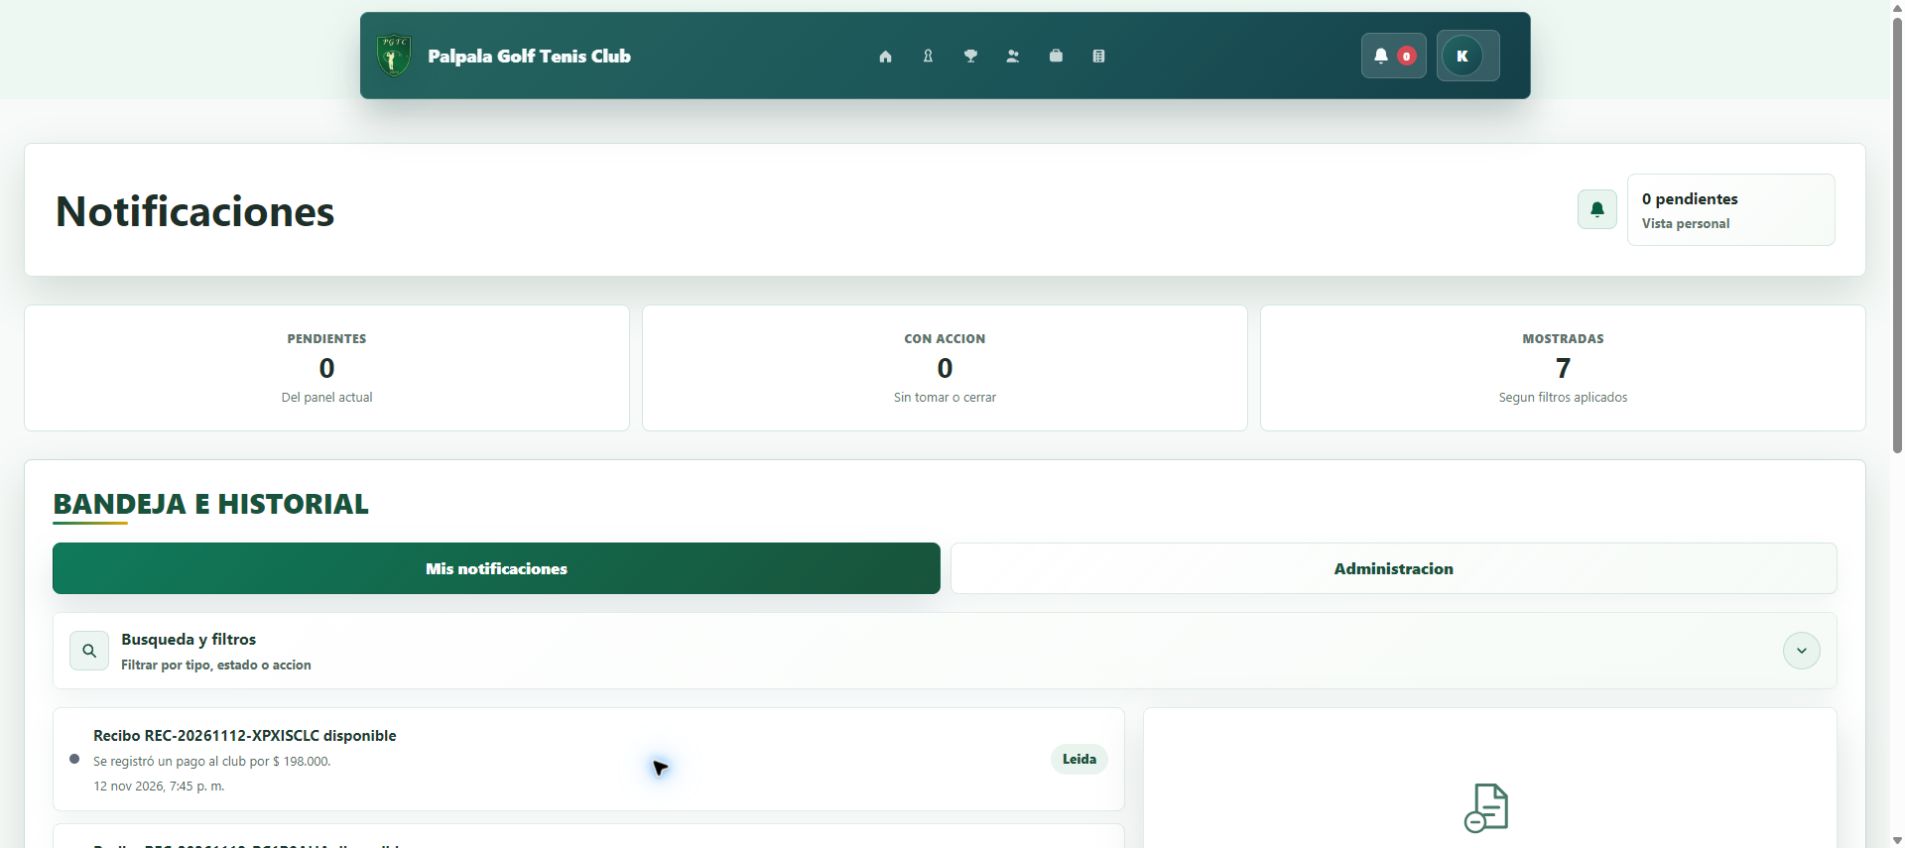 PGTC
Palpala Golf Tenis Club
0
K
Notificaciones
0 pendientes
Vista personal
PENDIENTES
0
Del panel actual
CON ACCION
0
Sin tomar o cerrar
MOSTRADAS
7
Segun filtros aplicados
BANDEJA E HISTORIAL
Mis notificaciones
Administracion
Busqueda y filtros
Filtrar por tipo, estado o accion
Recibo REC-20261112-XPXISCLC disponible
Se registró un pago al club por $ 198.000.
12 nov 2026, 7:45 p. m.
Leida